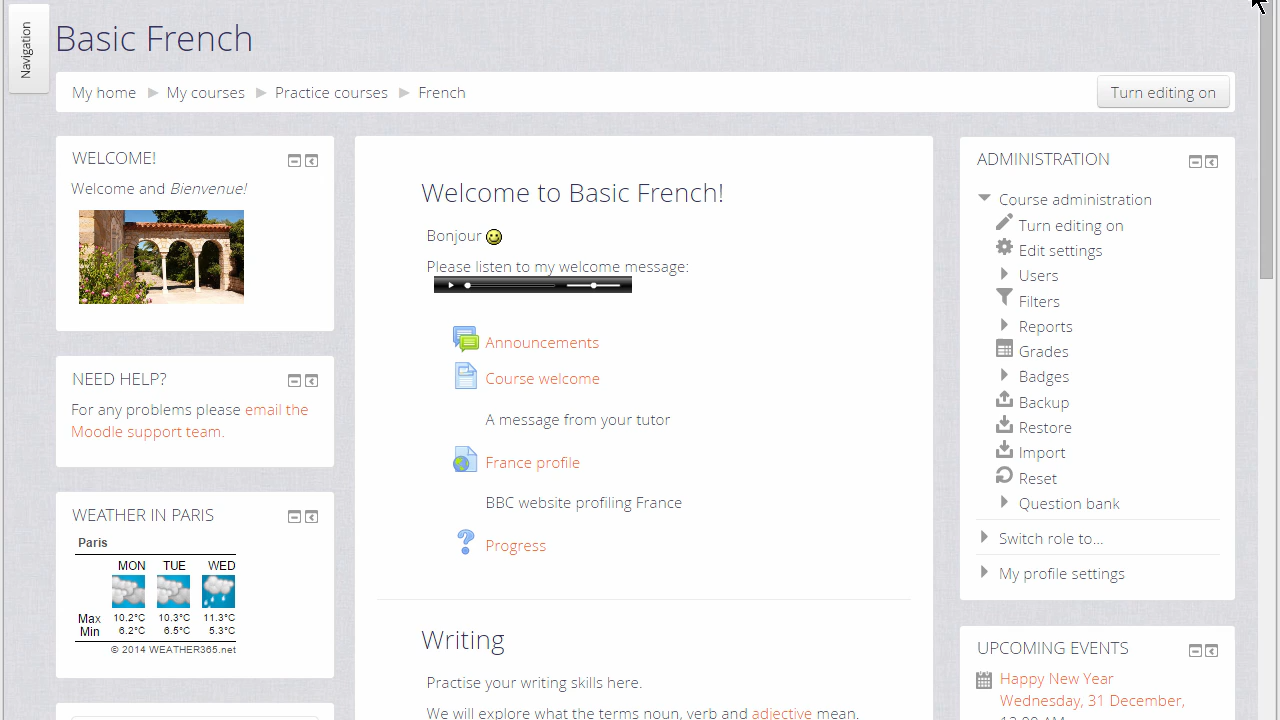 Navigation
Basic French
My home
My courses
Practice courses
French
Turn editing on
WELCOME!
Welcome and Bienvenue!
NEED HELP?
For any problems please email the
Moodle support team.
WEATHER IN PARIS
Paris
MON TUE WED
Max 10.2°C 10.3°C 11.3°C
Min 6.2°C 6.5°C 5.3°C
© 2014 WEATHER365.net
Welcome to Basic French!
Bonjour
Please listen to my welcome message:
Announcements
Course welcome
A message from your tutor
France profile
BBC website profiling France
Progress
Writing
Practise your writing skills here.
We will explore what the terms noun, verb and adjective mean.
ADMINISTRATION
Course administration
Turn editing on
Edit settings
Users
Filters
Reports
Grades
Badges
Backup
Restore
Import
Reset
Question bank
Switch role to...
My profile settings
UPCOMING EVENTS
Happy New Year
Wednesday, 31 December,